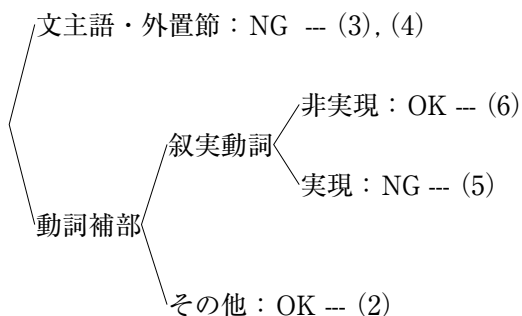 文主語・外置節：NG --- (3), (4)
非実現：OK --- (6)
叙実動詞
実現：NG --- (5)
動詞補部
その他：OK --- (2)